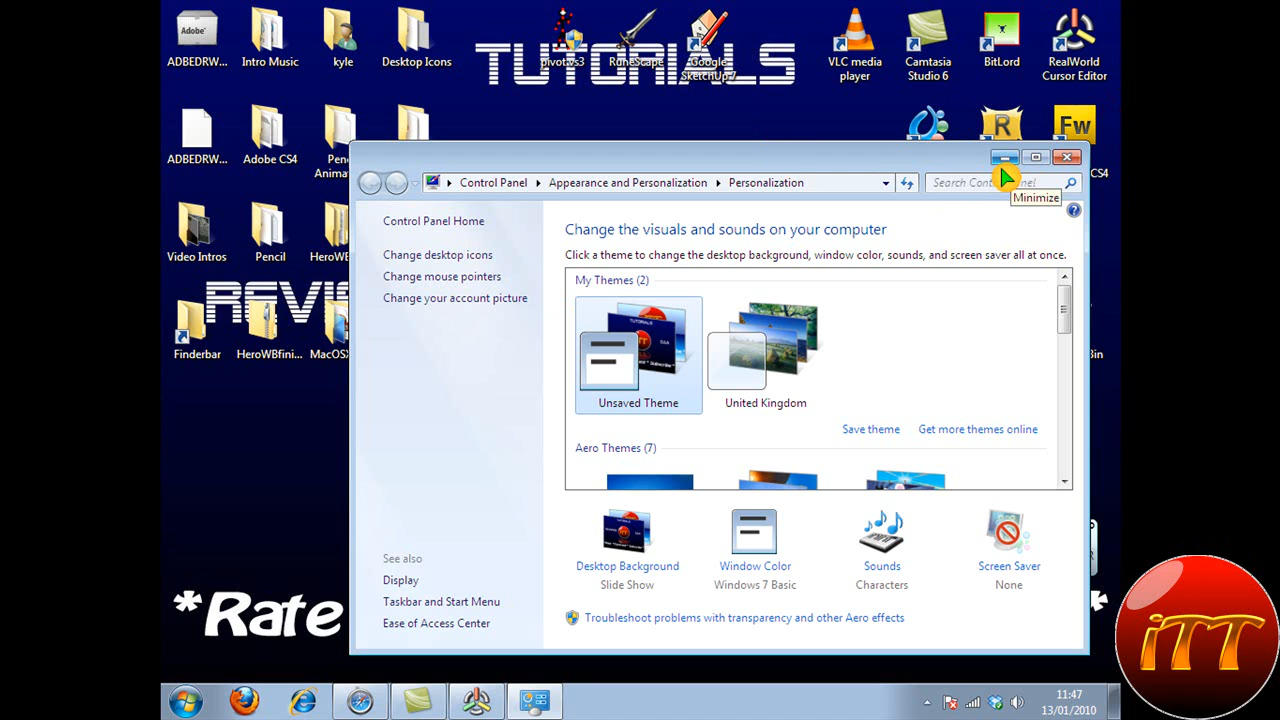 TUTORIALS
Adobe
ADBEDRW...
Intro Music
kyle
Desktop Icons
pivot vs3
RuneScape
Google
SketchUp 7
VLC media
player
Camtasia
Studio 6
BitLord
RealWorld
Cursor Editor
R
Fw
ADBEDRW...
Adobe CS4
CS4
Video Intros
Pencil
HeroWB
Finderbar
HeroWBfini...
MacOSX
Bin
*Rate
*
Control Panel
Appearance and Personalization
Personalization
Minimize
Control Panel Home
Change desktop icons
Change mouse pointers
Change your account picture
See also
Display
Taskbar and Start Menu
Ease of Access Center
Change the visuals and sounds on your computer
Click a theme to change the desktop background, window color, sounds, and screen saver all at once.
My Themes (2)
TUTORIALS
iTT
Unsaved Theme
United Kingdom
Save theme
Get more themes online
Aero Themes (7)
Desktop Background
Slide Show
Window Color
Windows 7 Basic
Sounds
Characters
Screen Saver
None
Troubleshoot problems with transparency and other Aero effects
11:47
13/01/2010
iTT